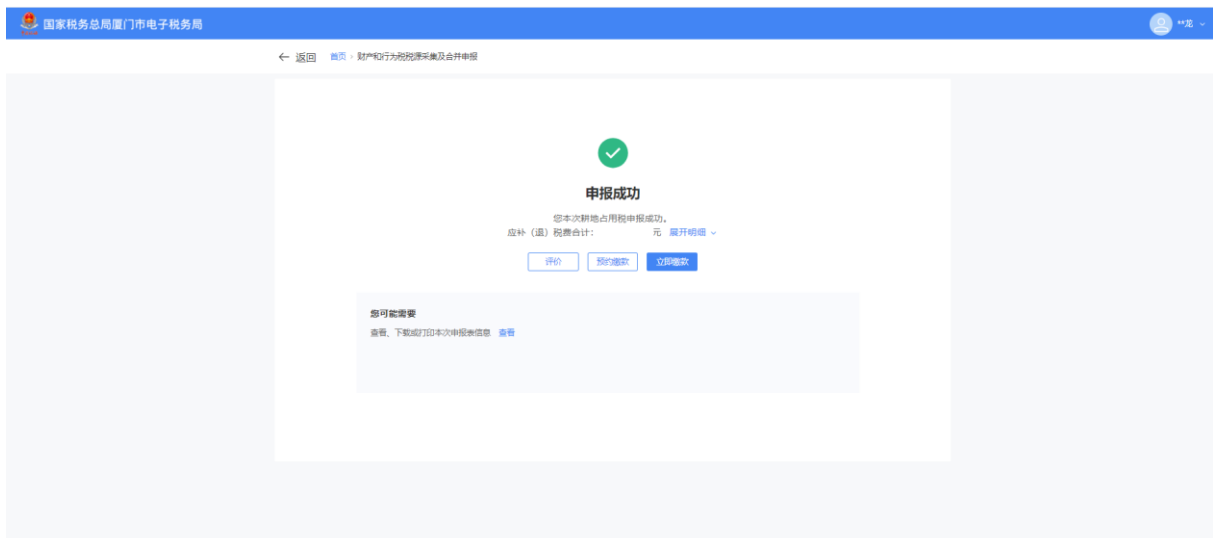 国家税务总局厦门市电子税务局
**龙
← 返回 首页 › 财产和行为税税源采集及合并申报
申报成功
您本次耕地占用税申报成功。
应补（退）税费合计： 元 展开明细
评价 预约缴款 立即缴款
您可能需要
查看、下载或打印本次申报表信息 查看